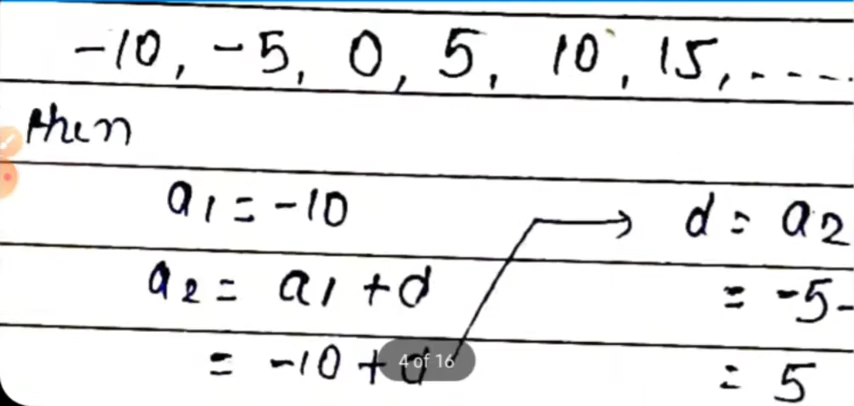 -10, -5, 0, 5, 10, 15, ....
then
a1 = -10
d = a2
a2 = a1 + d
= -5-
= -10 + d
4 of 16
= 5